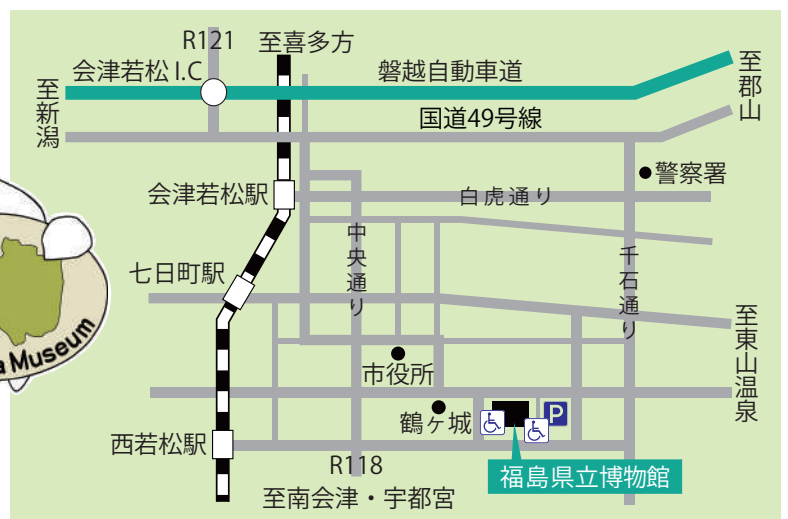 R121
至喜多方
会津若松 I.C
磐越自動車道
至郡山
至新潟
国道49号線
警察署
会津若松駅
白虎通り
中央通り
千石通り
七日町駅
a Museum
至東山温泉
市役所
鶴ヶ城
P
西若松駅
R118
福島県立博物館
至南会津・宇都宮